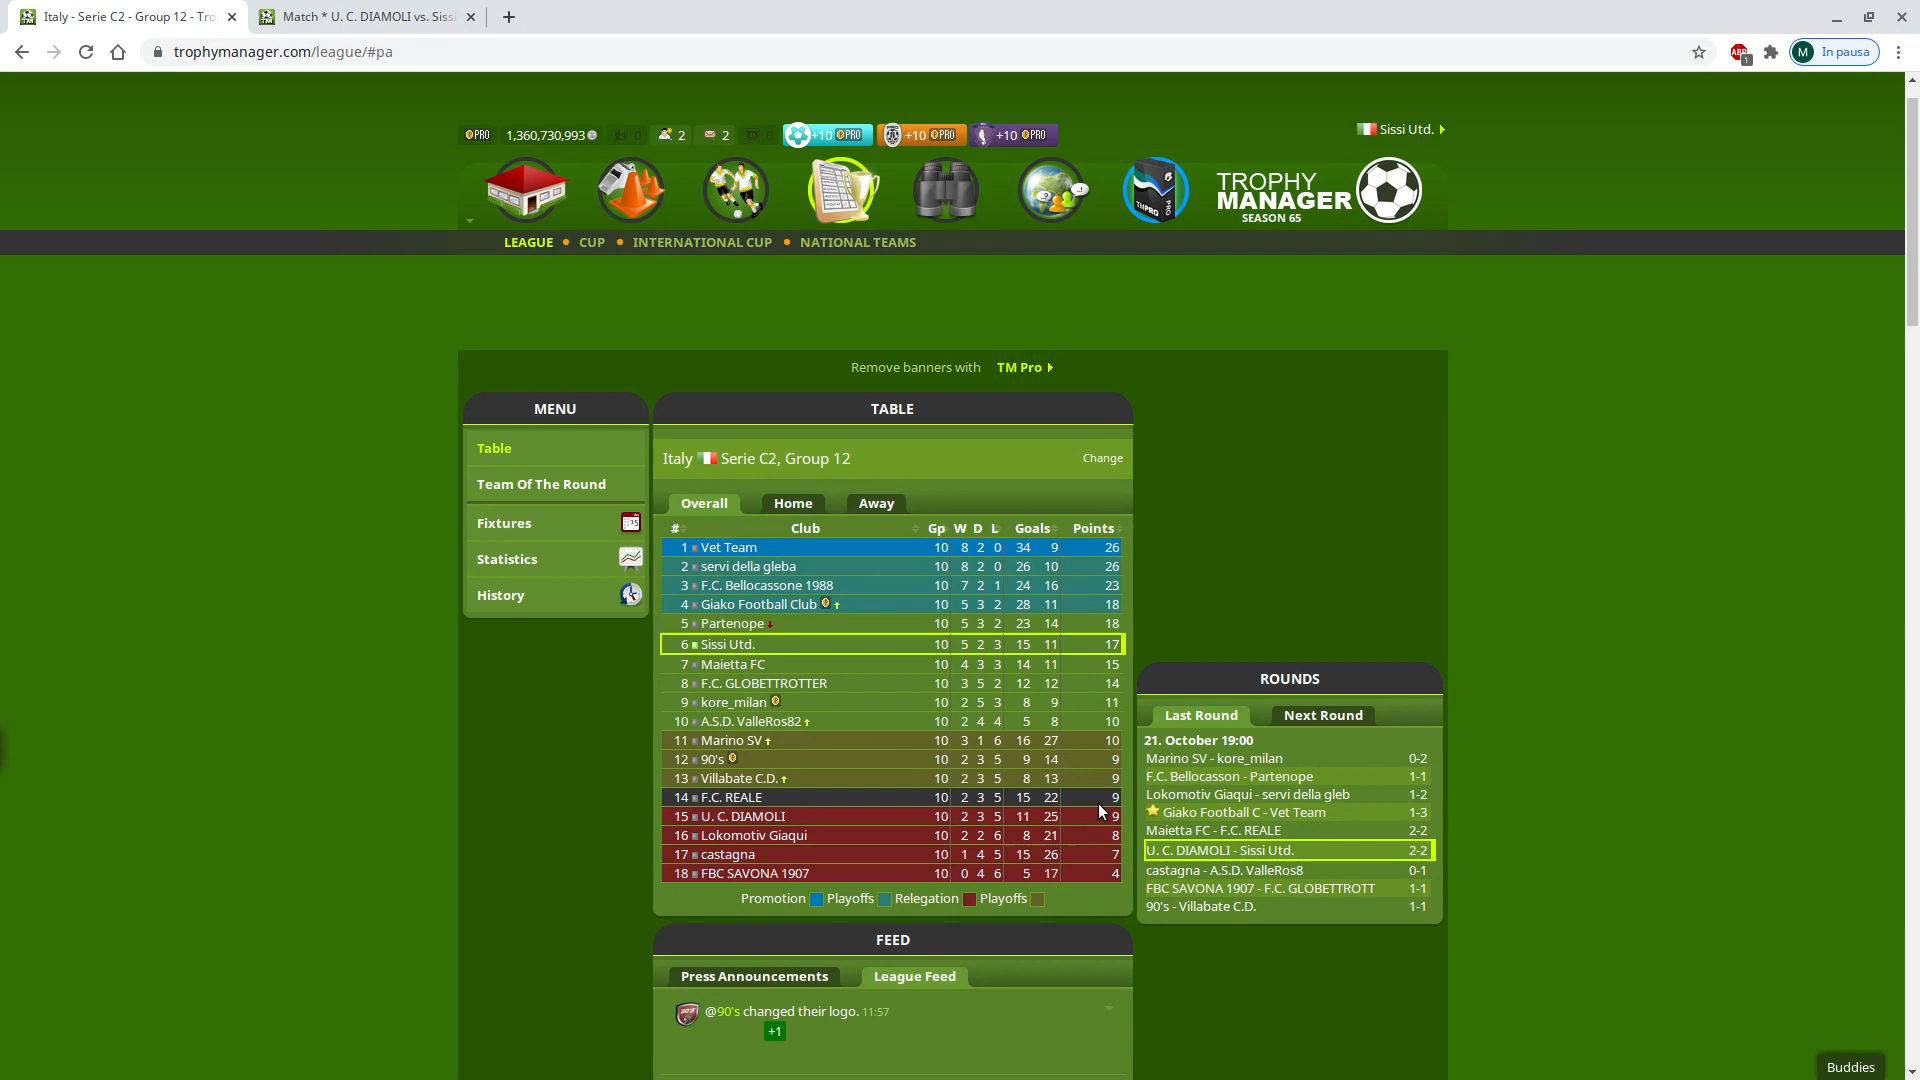 Italy - Serie C2 - Group 12 - Tro
Match * U. C. DIAMOLI vs. Sissi
trophymanager.com/league/#pa
ABP 1
M In pausa
PRO 1,360,730,993 0 2 2 0 +10 PRO +10 PRO +10 PRO
Sissi Utd.
TROPHY
MANAGER
SEASON 65
TMPRO PRO
LEAGUE CUP INTERNATIONAL CUP NATIONAL TEAMS
Remove banners with TM Pro
MENU
Table
Team Of The Round
Fixtures
Statistics
History
TABLE
Italy Serie C2, Group 12 Change
Overall Home Away
# Club Gp W D L Goals Points
1 Vet Team 10 8 2 0 34 9 26
2 servi della gleba 10 8 2 0 26 10 26
3 F.C. Bellocassone 1988 10 7 2 1 24 16 23
4 Giako Football Club 10 5 3 2 28 11 18
5 Partenope 10 5 3 2 23 14 18
6 Sissi Utd. 10 5 2 3 15 11 17
7 Maietta FC 10 4 3 3 14 11 15
8 F.C. GLOBETTROTTER 10 3 5 2 12 12 14
9 kore_milan 10 2 5 3 8 9 11
10 A.S.D. ValleRos82 10 2 4 4 5 8 10
11 Marino SV 10 3 1 6 16 27 10
12 90's 10 2 3 5 9 14 9
13 Villabate C.D. 10 2 3 5 8 13 9
14 F.C. REALE 10 2 3 5 15 22 9
15 U. C. DIAMOLI 10 2 3 5 11 25 9
16 Lokomotiv Giaqui 10 2 2 6 8 21 8
17 castagna 10 1 4 5 15 26 7
18 FBC SAVONA 1907 10 0 4 6 5 17 4
Promotion Playoffs Relegation Playoffs
ROUNDS
Last Round Next Round
21. October 19:00
Marino SV - kore_milan 0-2
F.C. Bellocasson - Partenope 1-1
Lokomotiv Giaqui - servi della gleb 1-2
Giako Football C - Vet Team 1-3
Maietta FC - F.C. REALE 2-2
U. C. DIAMOLI - Sissi Utd. 2-2
castagna - A.S.D. ValleRos8 0-1
FBC SAVONA 1907 - F.C. GLOBETTROTT 1-1
90's - Villabate C.D. 1-1
FEED
Press Announcements League Feed
@90's changed their logo. 11:57
+1
Buddies